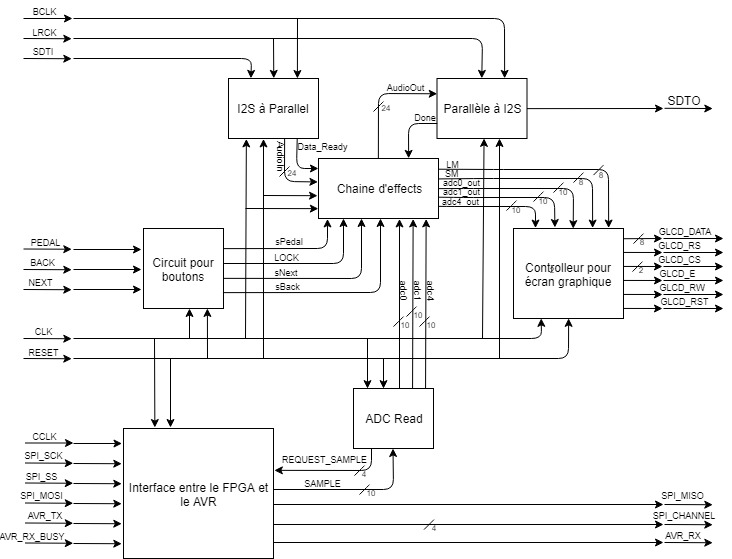 BCLK
LRCK
SDTI
I2S à Parallel
AudioOut
24
Parallèle à I2S
SDTO
Done
AudioIn
24
Data_Ready
Chaine d'effects
LM
8
SM
8
adc0_out
10
adc1_out
10
adc4_out
10
PEDAL
BACK
NEXT
Circuit pour
boutons
sPedal
LOCK
sNext
sBack
adc0
10
adc1
10
adc4
10
Controlleur pour
écran graphique
8
GLCD_DATA
GLCD_RS
2
GLCD_CS
GLCD_E
GLCD_RW
GLCD_RST
CLK
RESET
ADC Read
REQUEST_SAMPLE
4
SAMPLE
10
CCLK
SPI_SCK
SPI_SS
SPI_MOSI
AVR_TX
AVR_RX_BUSY
Interface entre le FPGA et
le AVR
SPI_MISO
4
SPI_CHANNEL
AVR_RX